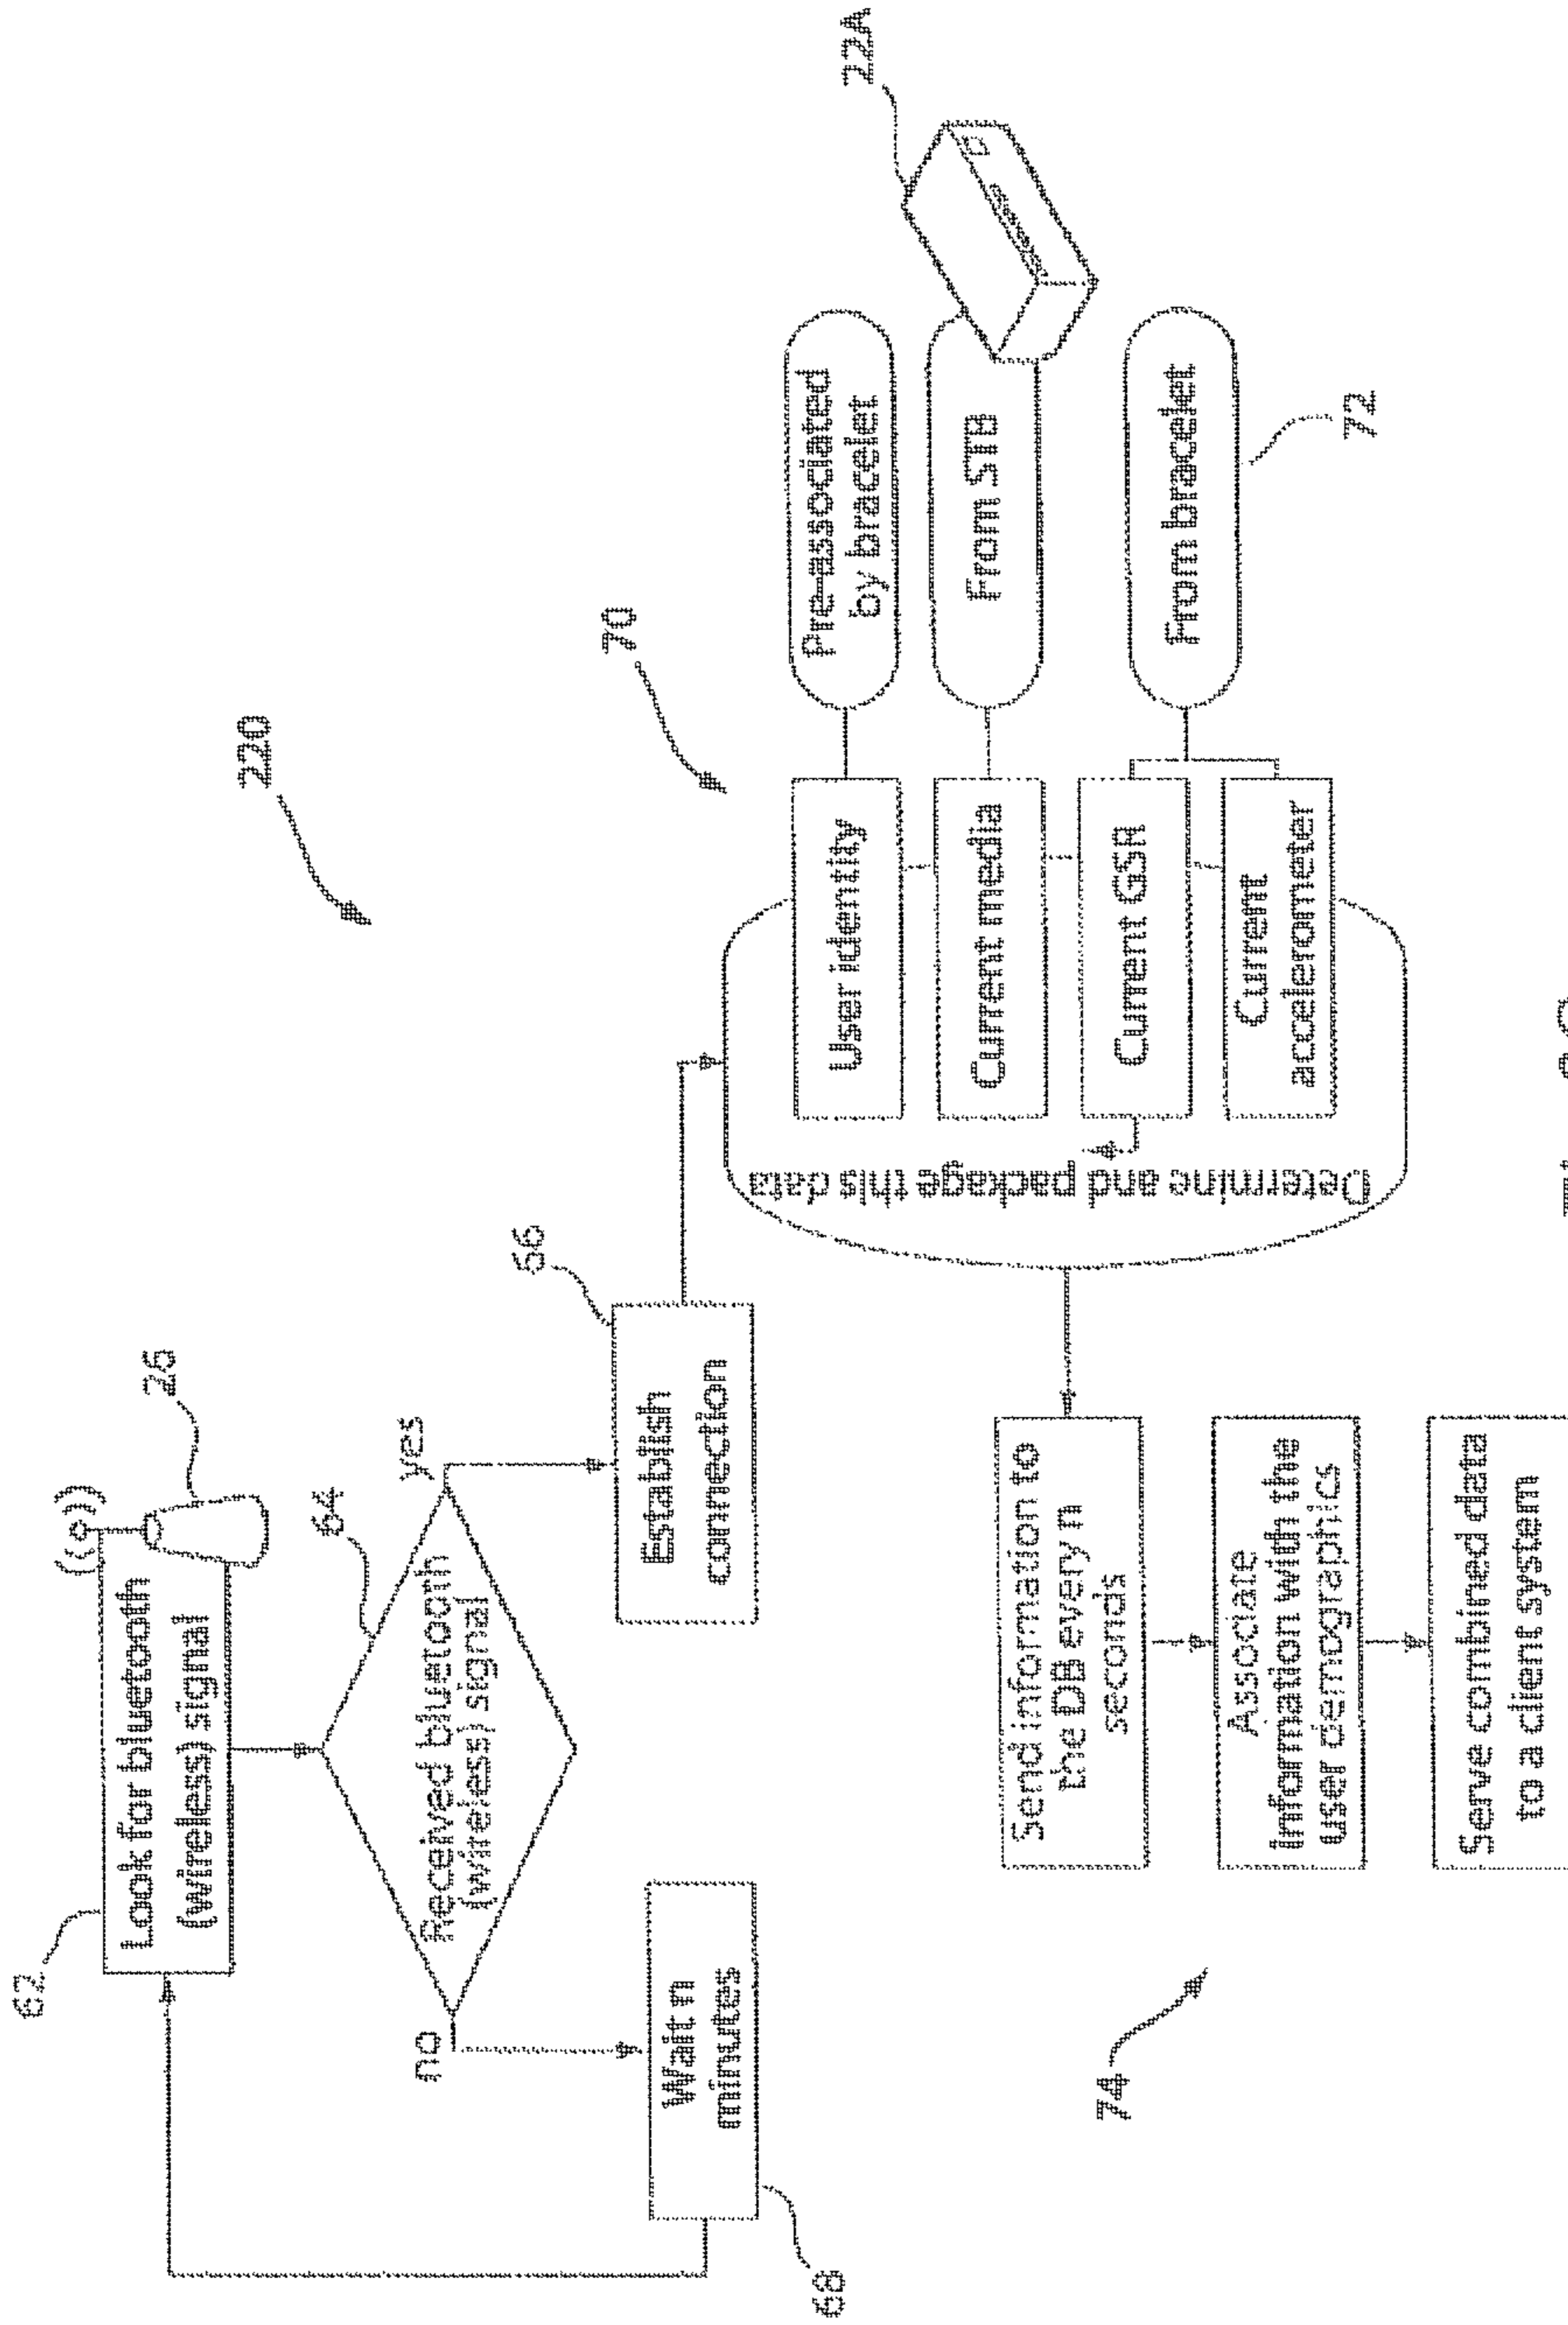 220
62
Look for bluetooth
(wireless) signal
26
((o))
64
Received bluetooth
(wireless) signal
no
yes
Wait n
minutes
68
Establish
connection
66
70
User identity
Pre-associated
by bracelet
Current media
From STB
22A
Current GSR
Current
accelerometer
From bracelet
72
Determine and package this data
74
Send information to
the DB every n
seconds
Associate
Information with the
user demographics
Serve combined data
to a client system